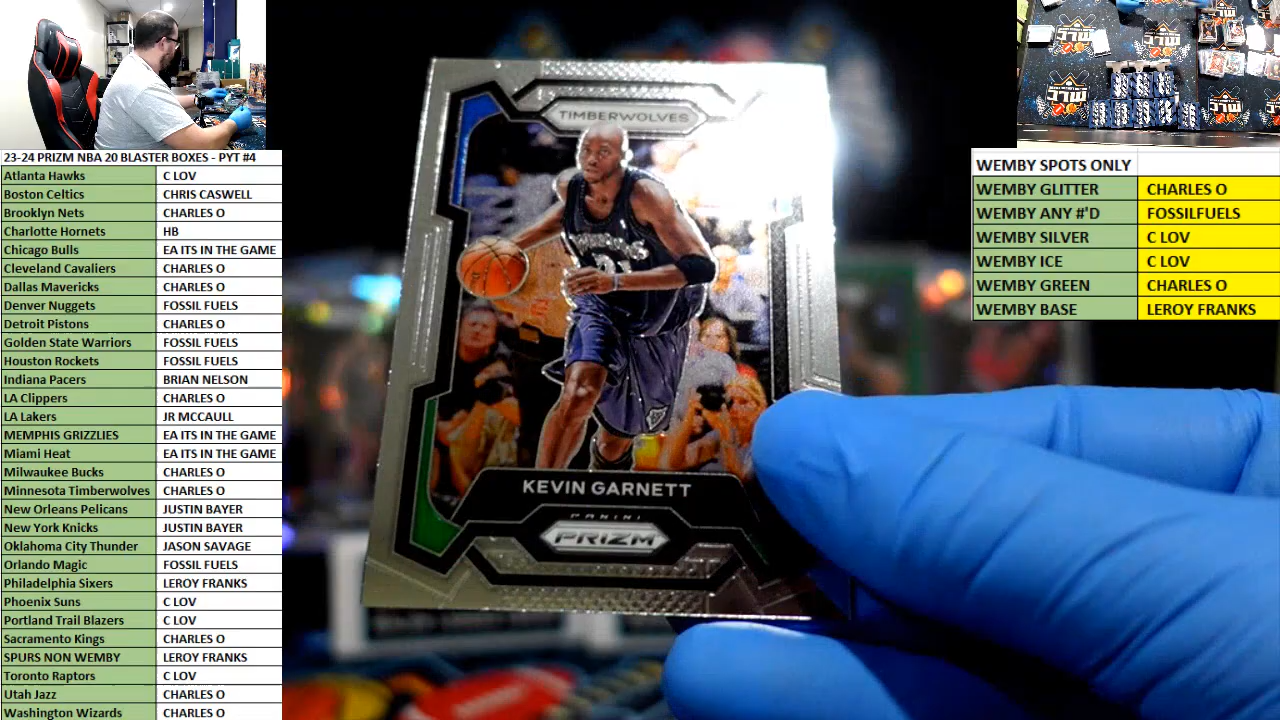 23-24 PRIZM NBA 20 BLASTER BOXES - PYT #4
Atlanta Hawks C LOV
Boston Celtics CHRIS CASWELL
Brooklyn Nets CHARLES O
Charlotte Hornets HB
Chicago Bulls EA ITS IN THE GAME
Cleveland Cavaliers CHARLES O
Dallas Mavericks CHARLES O
Denver Nuggets FOSSIL FUELS
Detroit Pistons CHARLES O
Golden State Warriors FOSSIL FUELS
Houston Rockets FOSSIL FUELS
Indiana Pacers BRIAN NELSON
LA Clippers CHARLES O
LA Lakers JR MCCAULL
MEMPHIS GRIZZLIES EA ITS IN THE GAME
Miami Heat EA ITS IN THE GAME
Milwaukee Bucks CHARLES O
Minnesota Timberwolves CHARLES O
New Orleans Pelicans JUSTIN BAYER
New York Knicks JUSTIN BAYER
Oklahoma City Thunder JASON SAVAGE
Orlando Magic FOSSIL FUELS
Philadelphia Sixers LEROY FRANKS
Phoenix Suns C LOV
Portland Trail Blazers C LOV
Sacramento Kings CHARLES O
SPURS NON WEMBY LEROY FRANKS
Toronto Raptors C LOV
Utah Jazz CHARLES O
Washington Wizards CHARLES O
TIMBERWOLVES
KEVIN GARNETT
PANINI
PRIZM
WEMBY SPOTS ONLY
WEMBY GLITTER CHARLES O
WEMBY ANY #'D FOSSILFUELS
WEMBY SILVER C LOV
WEMBY ICE C LOV
WEMBY GREEN CHARLES O
WEMBY BASE LEROY FRANKS